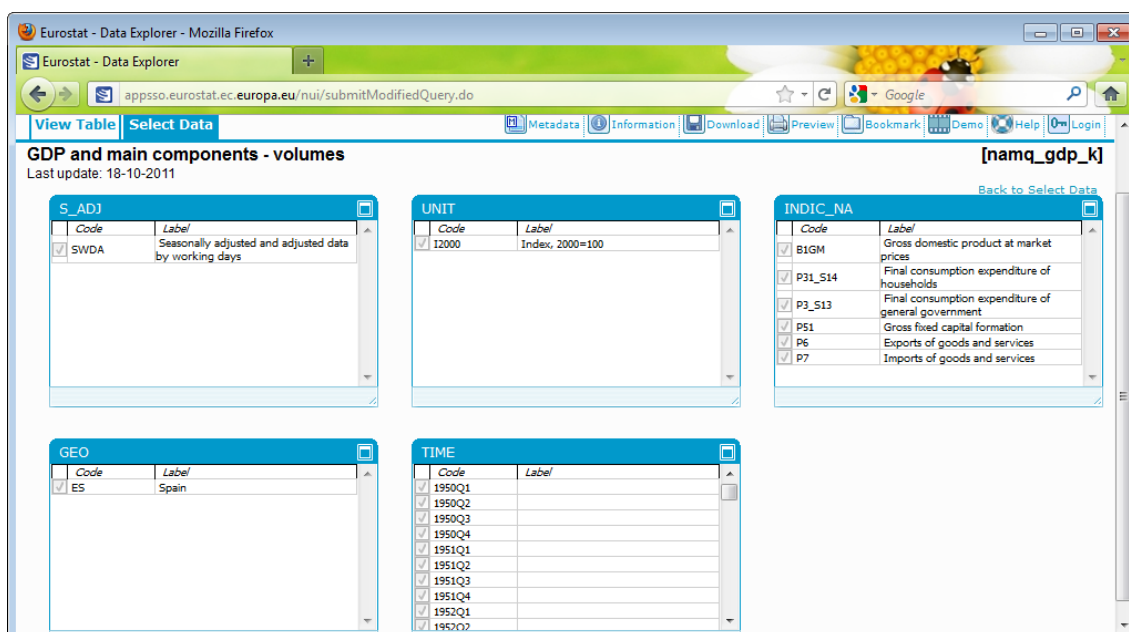 Eurostat - Data Explorer - Mozilla Firefox
Eurostat - Data Explorer
appsso.eurostat.ec.europa.eu/nui/submitModifiedQuery.do
Google
View Table Select Data Metadata Information Download Preview Bookmark Demo Help Login
GDP and main components - volumes [namq_gdp_k]
Last update: 18-10-2011
Back to Select Data
S_ADJ
Code Label
SWDA Seasonally adjusted and adjusted data
by working days
UNIT
Code Label
I2000 Index, 2000=100
INDIC_NA
Code Label
B1GM Gross domestic product at market
prices
P31_S14 Final consumption expenditure of
households
P3_S13 Final consumption expenditure of
general government
P51 Gross fixed capital formation
P6 Exports of goods and services
P7 Imports of goods and services
GEO
Code Label
ES Spain
TIME
Code Label
1950Q1
1950Q2
1950Q3
1950Q4
1951Q1
1951Q2
1951Q3
1951Q4
1952Q1
1952Q2